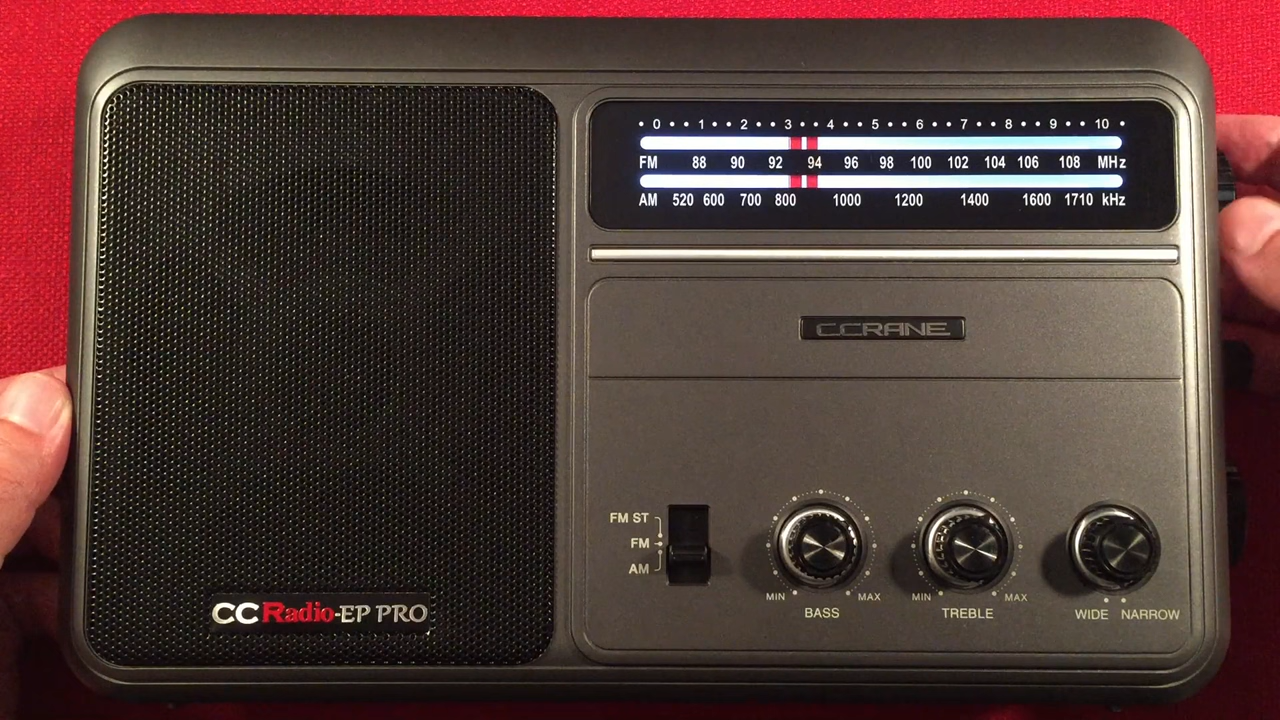 • 0 • • 1 • • 2 • • 3 • • 4 • • 5 • • 6 • • 7 • • 8 • • 9 • • 10 •
FM 88 90 92 94 96 98 100 102 104 106 108 MHz
AM 520 600 700 800 1000 1200 1400 1600 1710 kHz
CCRANE
FM ST
FM
AM
MIN MAX
BASS
MIN MAX
TREBLE
WIDE NARROW
CCRadio-EP PRO